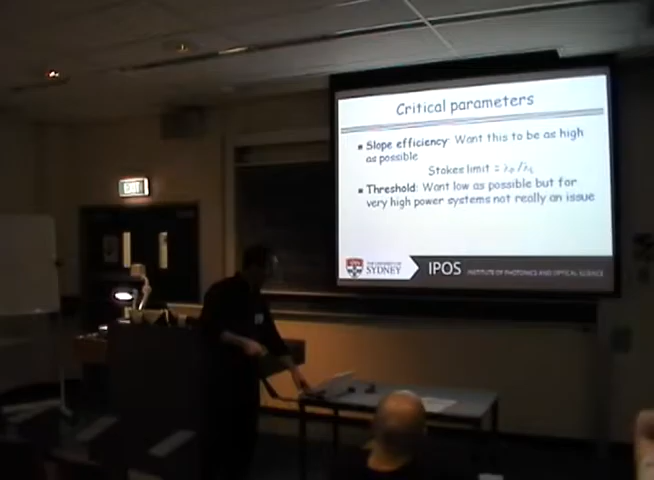 Critical parameters
▪ Slope efficiency: Want this to be as high
as possible
Stokes limit = λp/λL
▪ Threshold: Want low as possible but for
very high power systems not really an issue
THE UNIVERSITY OF
SYDNEY
IPOS
INSTITUTE OF PHOTONICS AND OPTICAL SCIENCE
EXIT